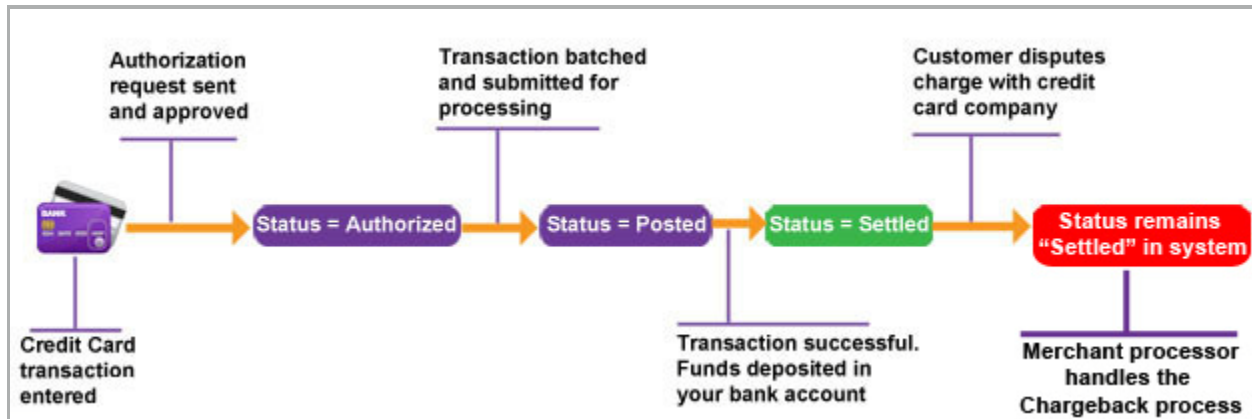 Authorization
request sent
and approved
Transaction batched
and submitted for
processing
Customer disputes
charge with credit
card company
BANK
Status = Authorized
Status = Posted
Status = Settled
Status remains
“Settled” in system
Credit Card
transaction
entered
Transaction successful.
Funds deposited in
your bank account
Merchant processor
handles the
Chargeback process